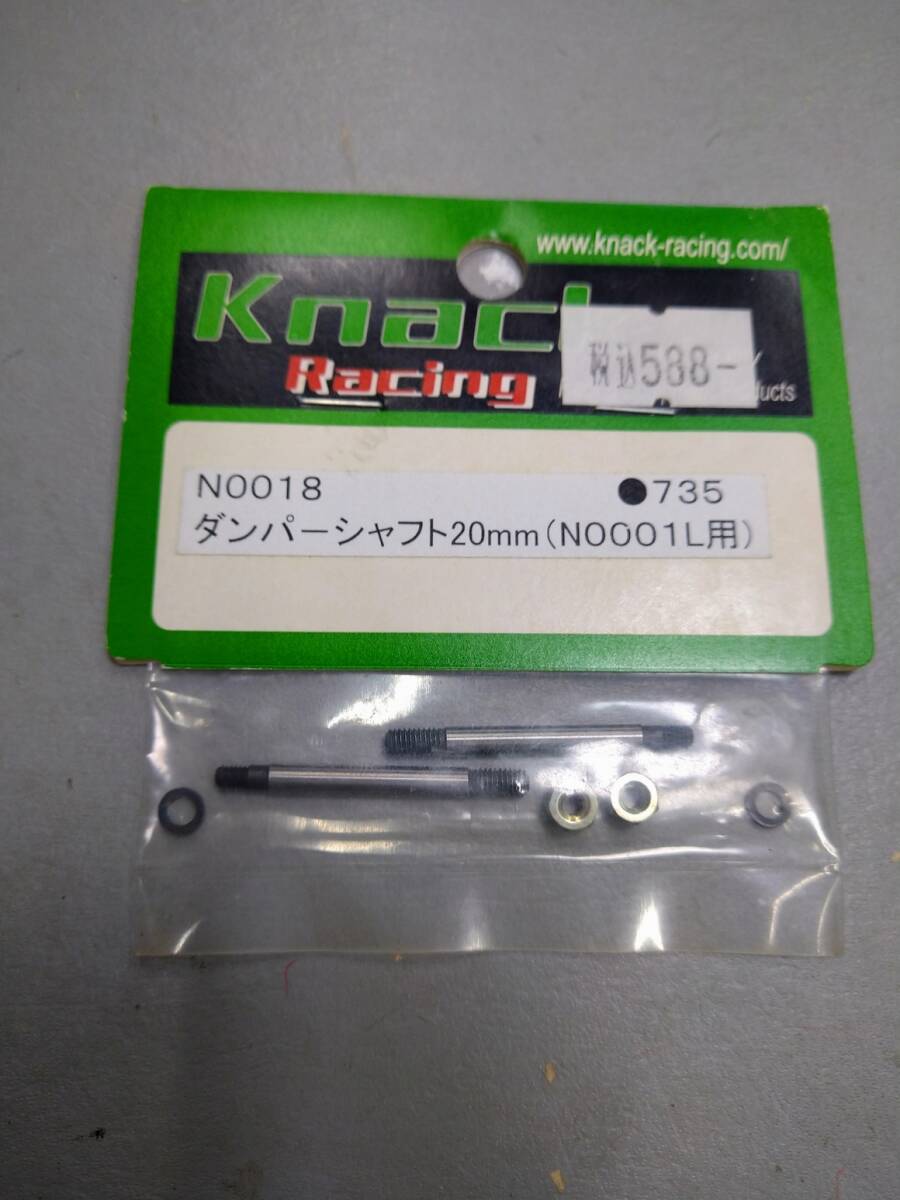 www.knack-racing.com/
Knack
Racing
税込588-
N0018 ●735
ダンパーシャフト20mm(N0001L用)